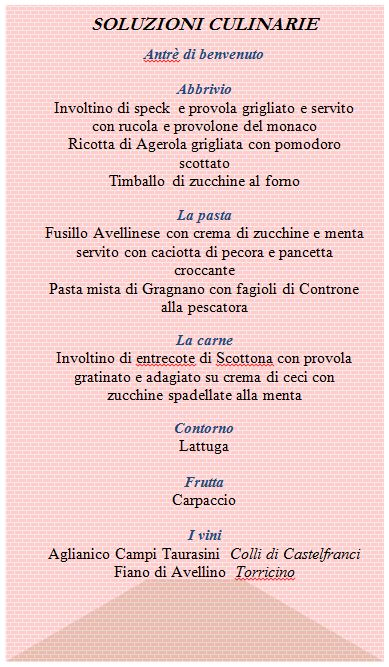 SOLUZIONI CULINARIE
Antrè di benvenuto
Abbrivio
Involtino di speck e provola grigliato e servito
con rucola e provolone del monaco
Ricotta di Agerola grigliata con pomodoro
scottato
Timballo di zucchine al forno
La pasta
Fusillo Avellinese con crema di zucchine e menta
servito con caciotta di pecora e pancetta
croccante
Pasta mista di Gragnano con fagioli di Controne
alla pescatora
La carne
Involtino di entrecote di Scottona con provola
gratinato e adagiato su crema di ceci con
zucchine spadellate alla menta
Contorno
Lattuga
Frutta
Carpaccio
I vini
Aglianico Campi Taurasini Colli di Castelfranci
Fiano di Avellino Torricino